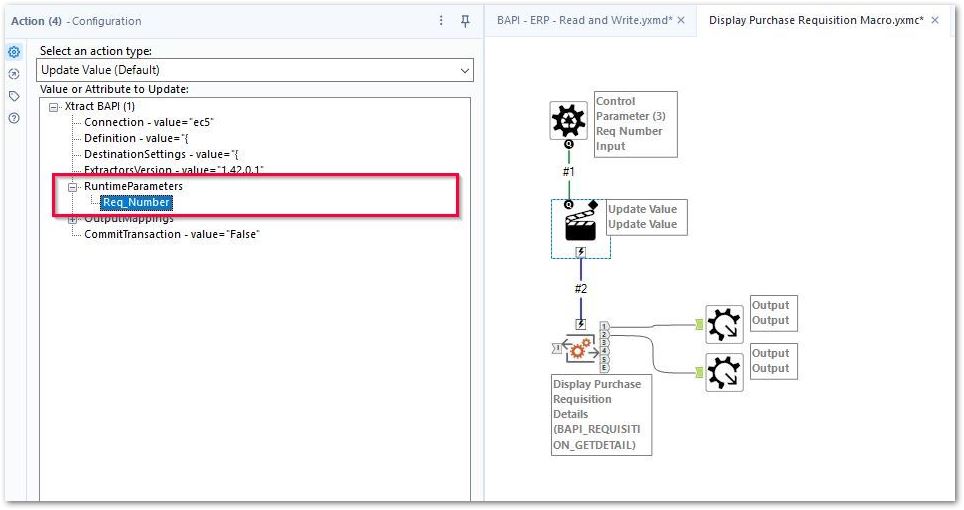 Action (4) - Configuration
Select an action type:
Update Value (Default)
Value or Attribute to Update:
Xtract BAPI (1)
Connection - value="ec5"
Definition - value="{
DestinationSettings - value="{
ExtractorsVersion - value="1.42.0.1"
RuntimeParameters
Req_Number
OutputMappings
CommitTransaction - value="False"
BAPI - ERP - Read and Write.yxmd*
Display Purchase Requisition Macro.yxmc*
Control
Parameter (3)
Req Number
Input
Q
#1
Q
Update Value
Update Value
#2
1
2
3
4
5
E
I
Output
Output
Output
Output
Display Purchase
Requisition
Details
(BAPI_REQUISITI
ON_GETDETAIL)